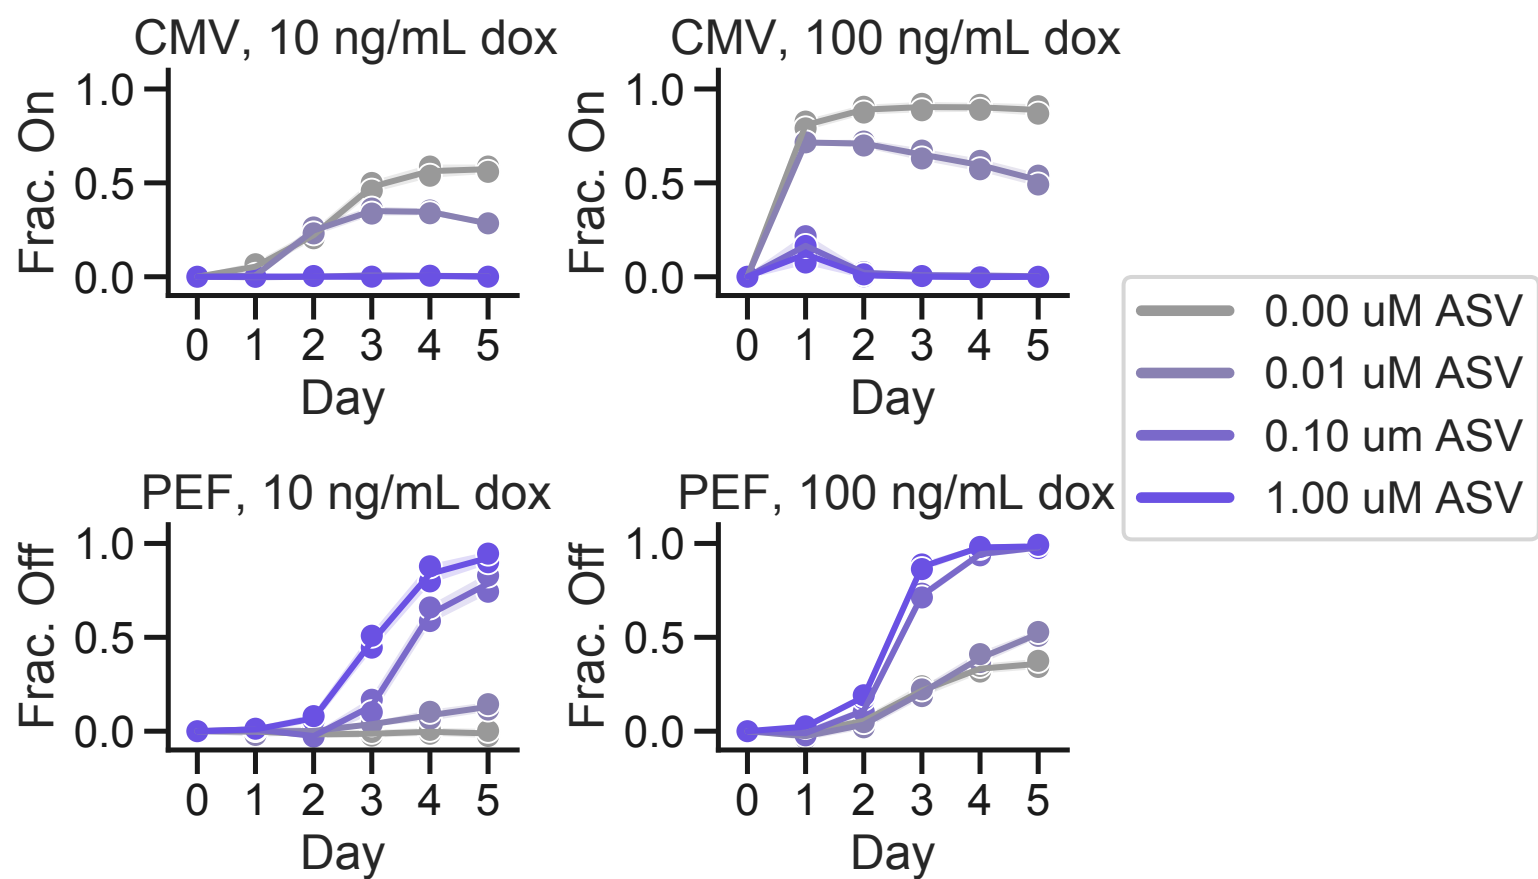 CMV, 10 ng/mL dox
Frac. On
1.0
0.5
0.0
0 1 2 3 4 5
Day
CMV, 100 ng/mL dox
Frac. On
1.0
0.5
0.0
0 1 2 3 4 5
Day
0.00 uM ASV
0.01 uM ASV
0.10 um ASV
1.00 uM ASV
PEF, 10 ng/mL dox
Frac. Off
1.0
0.5
0.0
0 1 2 3 4 5
Day
PEF, 100 ng/mL dox
Frac. Off
1.0
0.5
0.0
0 1 2 3 4 5
Day